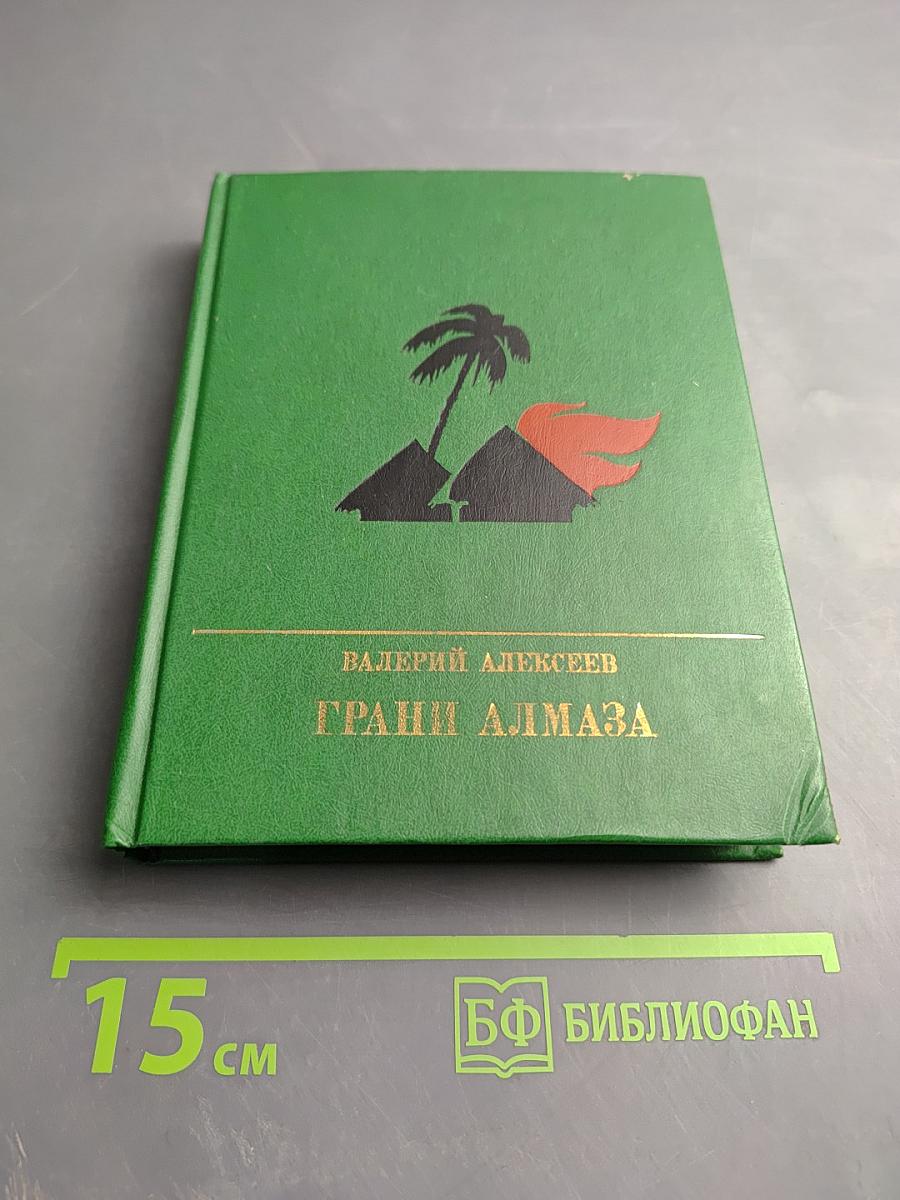 ВАЛЕРИЙ АЛЕКСЕЕВ
ГРАНИ АЛМАЗА
15 см
БФ БИБЛИОФАН